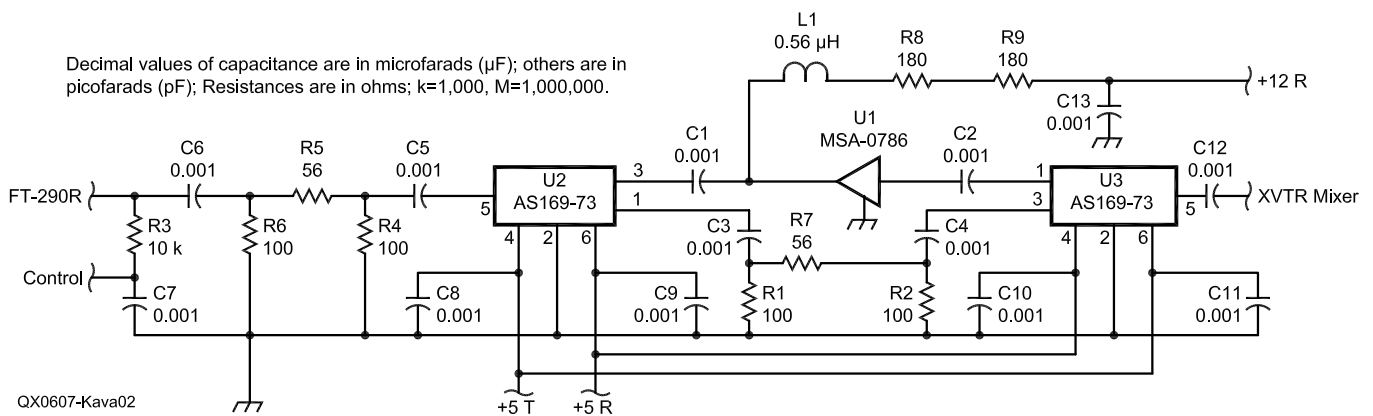 Decimal values of capacitance are in microfarads (µF); others are in
picofarads (pF); Resistances are in ohms; k=1,000, M=1,000,000.
L1
0.56 µH
R8
180
R9
180
+12 R
C13
0.001
U1
MSA-0786
C1
0.001
C2
0.001
C12
0.001
C6
0.001
R5
56
C5
0.001
FT-290R
3
1
5
U2
AS169-73
4
2
6
1
3
5
U3
AS169-73
4
2
6
XVTR Mixer
R3
10 k
R6
100
R4
100
C3
0.001
R7
56
C4
0.001
Control
C7
0.001
C8
0.001
C9
0.001
R1
100
R2
100
C10
0.001
C11
0.001
QX0607-Kava02
+5 T
+5 R